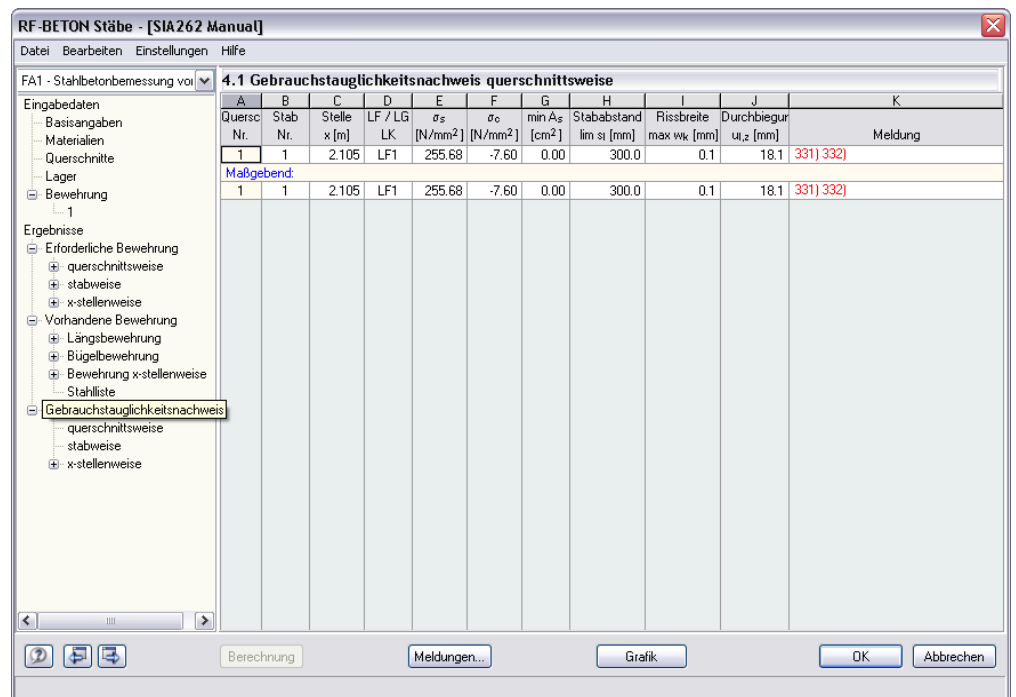 RF-BETON Stäbe - [SIA262 Manual]
Datei Bearbeiten Einstellungen Hilfe
FA1 - Stahlbetonbemessung vor
Eingabedaten
Basisangaben
Materialien
Querschnitte
Lager
Bewehrung
1
Ergebnisse
Erforderliche Bewehrung
querschnittsweise
stabweise
x-stellenweise
Vorhandene Bewehrung
Längsbewehrung
Bügelbewehrung
Bewehrung x-stellenweise
Stahlliste
Gebrauchstauglichkeitsnachweis
querschnittsweise
stabweise
x-stellenweise
4.1 Gebrauchstauglichkeitsnachweis querschnittsweise
A B C D E F G H I J K
Quersc Stab Stelle LF / LG σs σc min As Stababstand Rissbreite Durchbiegur
Nr. Nr. x [m] LK [N/mm²] [N/mm²] [cm²] lim sl [mm] max wk [mm] ul,z [mm] Meldung
1 1 2.105 LF1 255.68 -7.60 0.00 300.0 0.1 18.1 331) 332)
Maßgebend:
1 1 2.105 LF1 255.68 -7.60 0.00 300.0 0.1 18.1 331) 332)
Berechnung Meldungen... Grafik OK Abbrechen